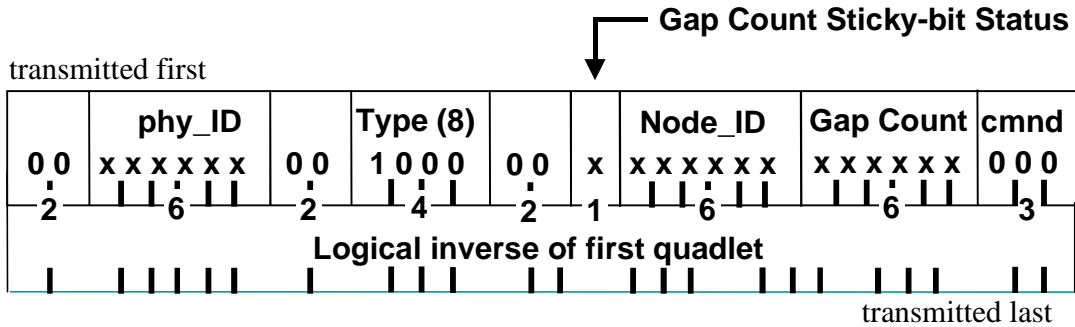 Gap Count Sticky-bit Status
transmitted first
phy_ID Type (8) Node_ID Gap Count cmnd
0 0 x x x x x x 0 0 1 0 0 0 0 0 x x x x x x x x x x x x x 0 0 0
2 6 2 4 2 1 6 6 3
Logical inverse of first quadlet
transmitted last